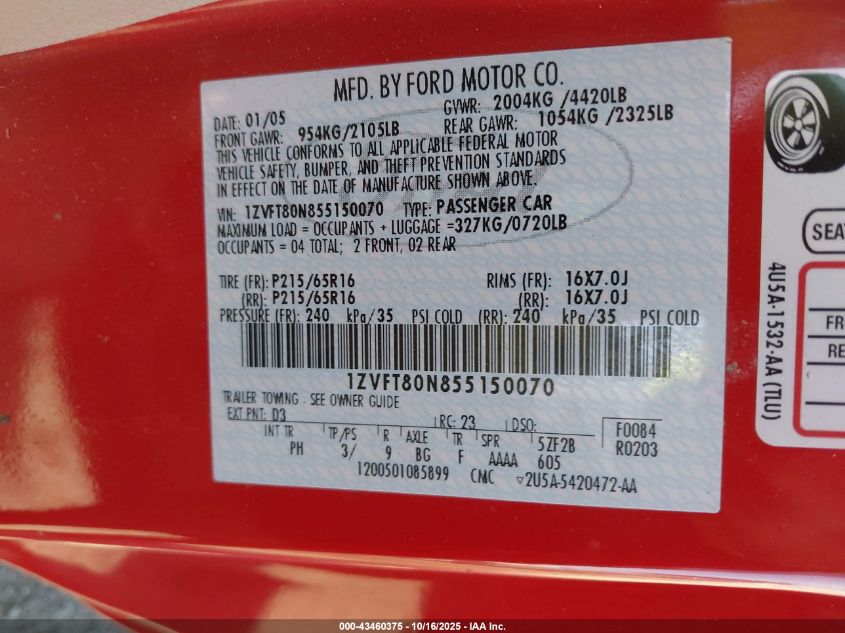 MFD. BY FORD MOTOR CO.
DATE: 01/05 GVWR: 2004KG /4420LB
FRONT GAWR: 954KG/2105LB REAR GAWR: 1054KG /2325LB
THIS VEHICLE CONFORMS TO ALL APPLICABLE FEDERAL MOTOR
VEHICLE SAFETY, BUMPER, AND THEFT PREVENTION STANDARDS
IN EFFECT ON THE DATE OF MANUFACTURE SHOWN ABOVE.
VIN: 1ZVFT80N855150070 TYPE: PASSENGER CAR
MAXIMUM LOAD = OCCUPANTS + LUGGAGE =327KG/0720LB
OCCUPANTS = 04 TOTAL; 2 FRONT, 02 REAR
TIRE (FR): P215/65R16 RIMS (FR): 16X7.0J
(RR): P215/65R16 (RR): 16X7.0J
PRESSURE (FR): 240 kPa/35 PSI COLD (RR): 240 kPa/35 PSI COLD
1ZVFT80N855150070
TRAILER TOWING - SEE OWNER GUIDE
EXT PNT: D3 RC: 23 DSO: F0084
INT TR TP/PS R AXLE TR SPR 5ZF2B R0203
PH 3/ 9 BG F AAAA 605
1200501085899 CMC 2U5A-5420472-AA
4U5A-1532-AA (TLU)
SEA
FR
RE
000-43460375 - 10/16/2025 - IAA Inc.